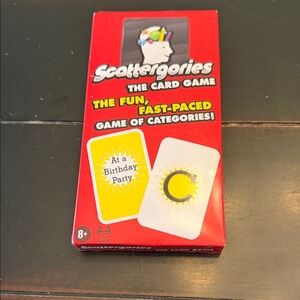 Scattergories
THE CARD GAME
THE FUN,
FAST-PACED
GAME OF CATEGORIES!
At a
Birthday
Party
C
8+
Scattergories
THE CARD GAME